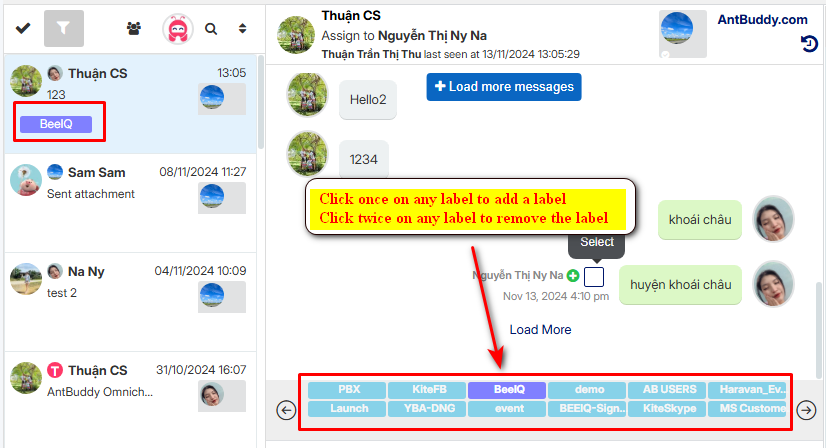 Thuận CS
13:05
123
BeeIQ
Sam Sam
08/11/2024 11:27
Sent attachment
Na Ny
04/11/2024 10:09
test 2
T
Thuận CS
31/10/2024 16:07
AntBuddy Omnich...
Thuận CS
Assign to Nguyễn Thị Ny Na
Thuận Trần Thị Thu last seen at 13/11/2024 13:05:29
AntBuddy.com
Load more messages
Hello2
1234
Click once on any label to add a label
Click twice on any label to remove the label
khoái châu
Select
Nguyễn Thị Ny Na
huyện khoái châu
Nov 13, 2024 4:10 pm
Load More
PBX KiteFB BeeIQ demo AB USERS Haravan_Ev...
Launch YBA-DNG event BEEIQ-Sign... KiteSkype MS Custome